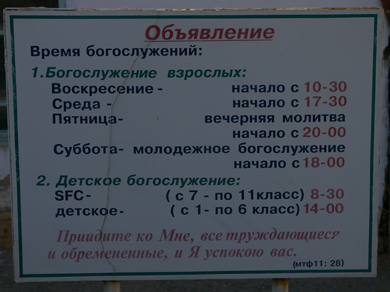 Объявление
Время богослужений:
1.Богослужение взрослых:
Воскресение - начало с 10-30
Среда - начало с 17-30
Пятница- вечерняя молитва
начало с 20-00
Суббота- молодежное богослужение
начало с 18-00
2. Детское богослужение:
SFC- ( с 7 - по 11класс) 8-30
детское- ( с 1- по 6 класс) 14-00
Приидите ко Мне, все труждающиеся
и обремененные, и Я успокою вас.
(мтф11: 28)